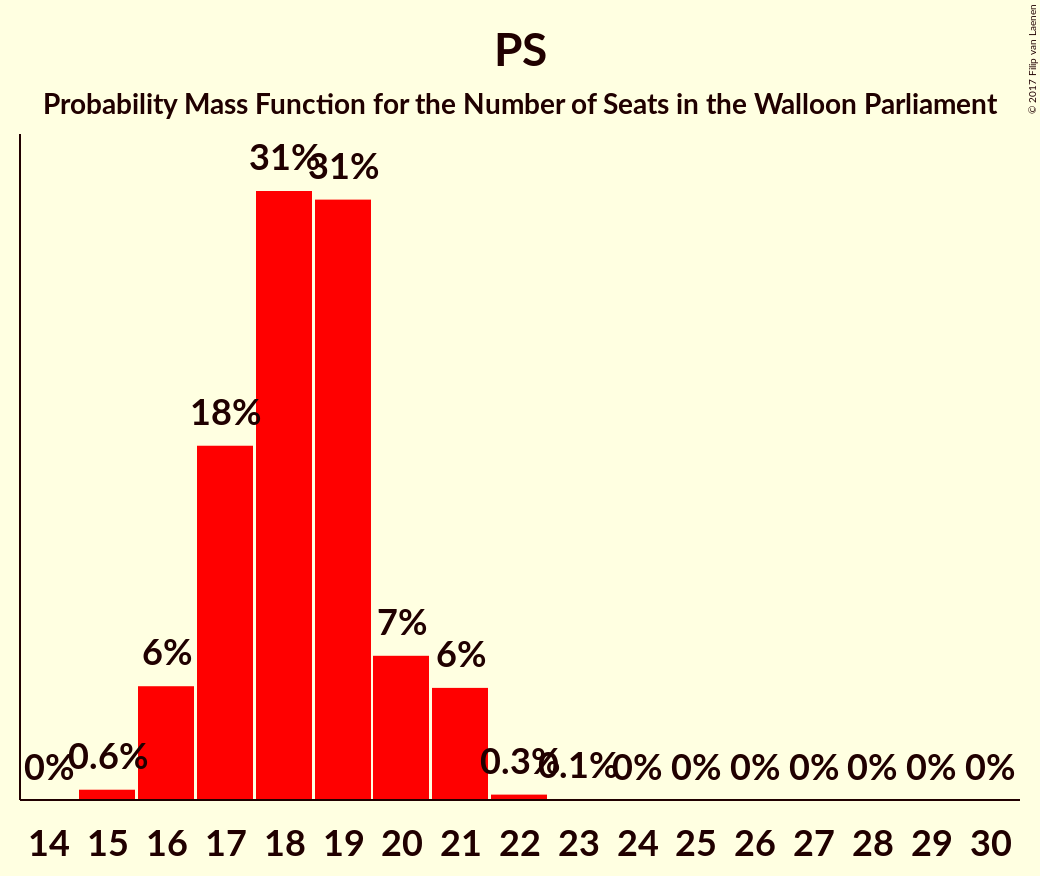 PS
Probability Mass Function for the Number of Seats in the Walloon Parliament
© 2017 Filip van Laenen
31% 31%
18%
7%
6% 6%
0% 0.6% 0.3% 0.1% 0% 0% 0% 0% 0% 0% 0%
14 15 16 17 18 19 20 21 22 23 24 25 26 27 28 29 30